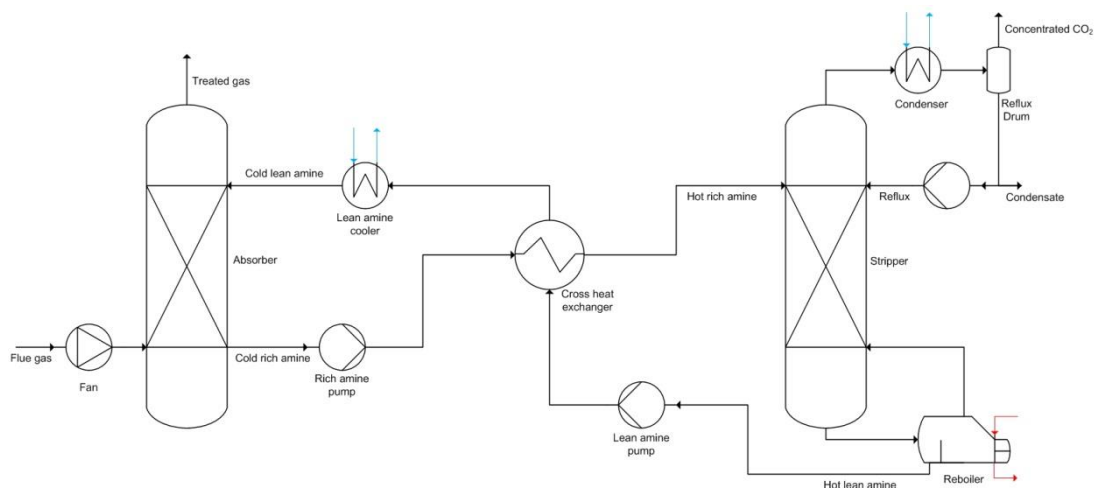 Concentrated CO₂
Treated gas
Condenser
Reflux
Drum
Cold lean amine
Hot rich amine
Reflux
Condensate
Lean amine
cooler
Absorber
Stripper
Cross heat
exchanger
Flue gas
Fan
Cold rich amine
Rich amine
pump
Lean amine
pump
Hot lean amine
Reboiler